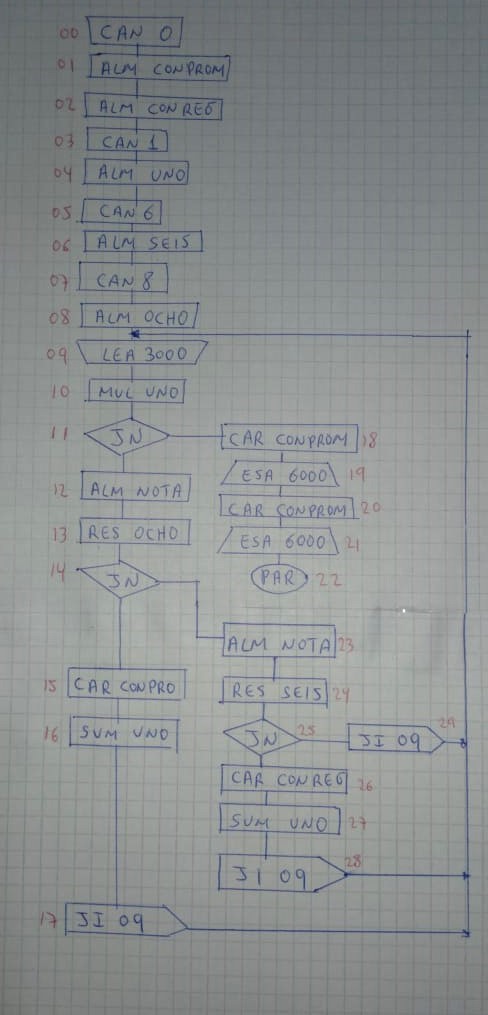 00 CAN 0
01 ALM CONPROM
02 ALM CONREG
03 CAN 1
04 ALM UNO
05 CAN 6
06 ALM SEIS
07 CAN 8
08 ALM OCHO
09 LEA 3000
10 MUL UNO
11 JN
CAR CONPROM 18
ESA 6000 19
12 ALM NOTA
CAR CONPROM 20
13 RES OCHO
ESA 6000 21
14 JN
PAR 22
ALM NOTA 23
15 CAR CONPRO
RES SEIS 24
16 SUM UNO
JN 25
JI 09 29
CAR CONREG 26
SUM UNO 27
JI 09 28
17 JI 09